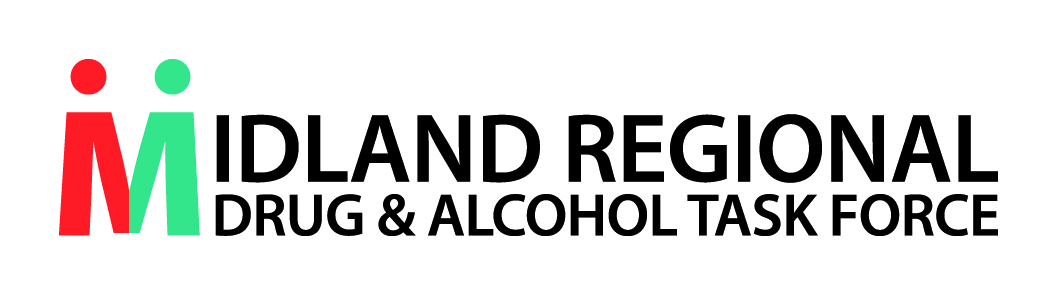 MIDLAND REGIONAL
DRUG & ALCOHOL TASK FORCE